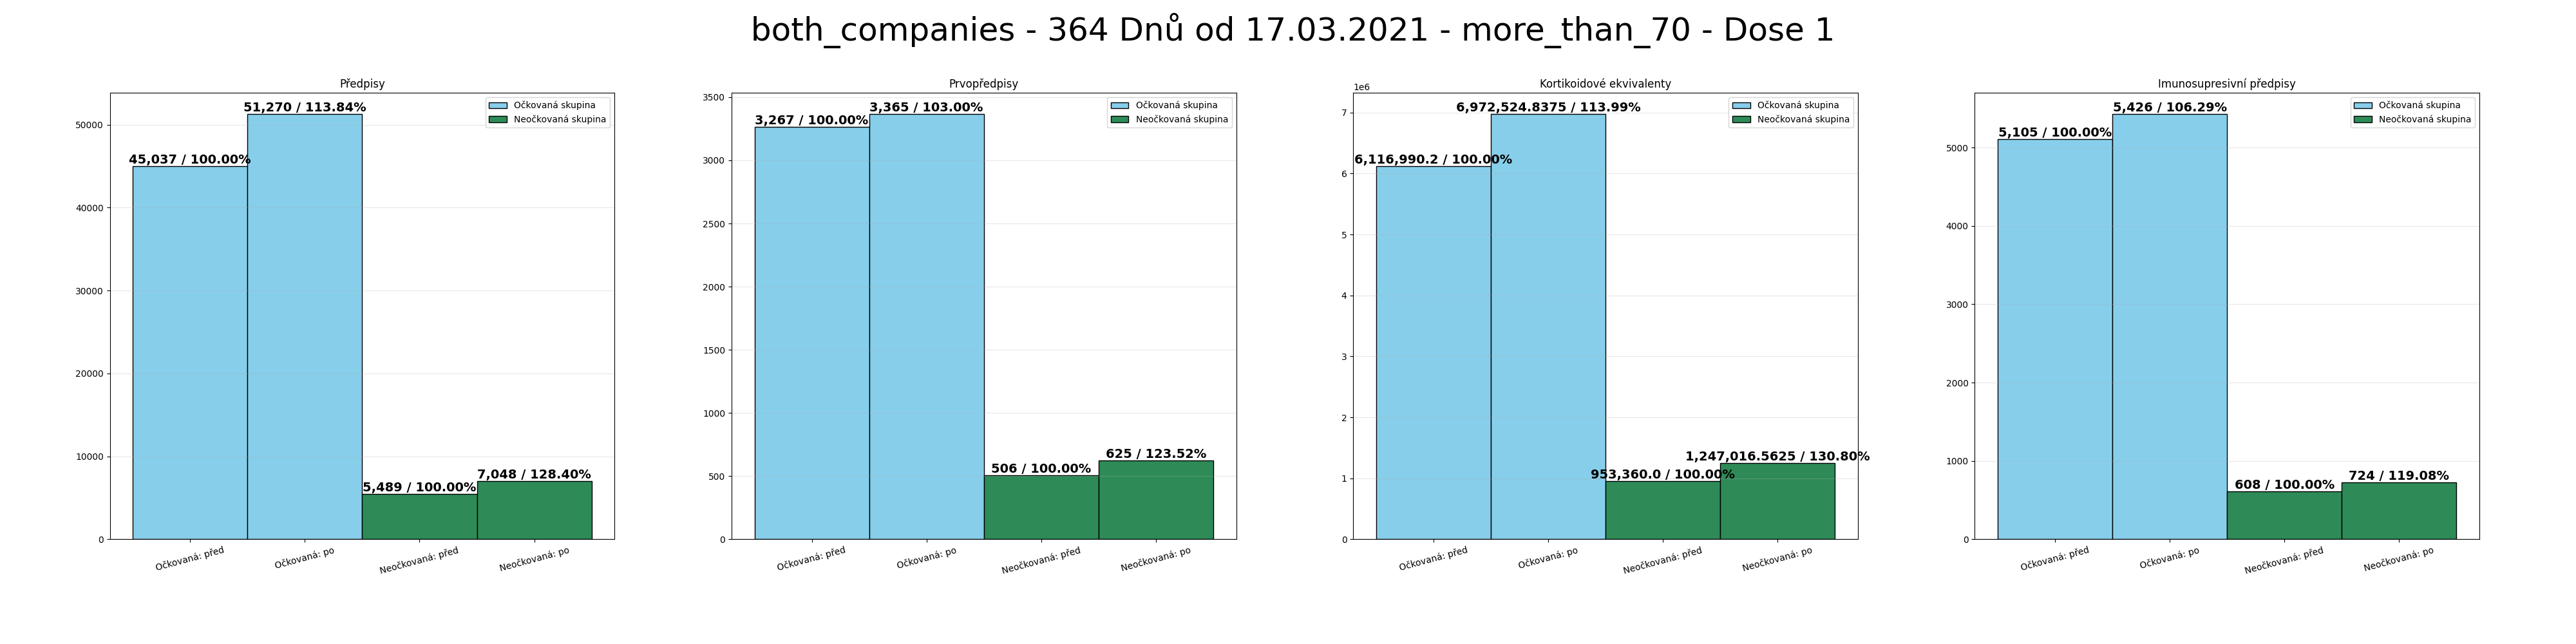 both_companies - 364 Dnů od 17.03.2021 - more_than_70 - Dose 1
Předpisy
50000
40000
30000
20000
10000
0
45,037 / 100.00%
51,270 / 113.84%
5,489 / 100.00%
7,048 / 128.40%
Očkovaná skupina
Neočkovaná skupina
Očkovaná: před
Očkovaná: po
Neočkovaná: před
Neočkovaná: po
Prvopředpisy
3500
3000
2500
2000
1500
1000
500
0
3,267 / 100.00%
3,365 / 103.00%
506 / 100.00%
625 / 123.52%
Očkovaná skupina
Neočkovaná skupina
Očkovaná: před
Očkovaná: po
Neočkovaná: před
Neočkovaná: po
Kortikoidové ekvivalenty
1e6
7
6
5
4
3
2
1
0
6,116,990.2 / 100.00%
6,972,524.8375 / 113.99%
953,360.0 / 100.00%
1,247,016.5625 / 130.80%
Očkovaná skupina
Neočkovaná skupina
Očkovaná: před
Očkovaná: po
Neočkovaná: před
Neočkovaná: po
Imunosupresivní předpisy
5000
4000
3000
2000
1000
0
5,105 / 100.00%
5,426 / 106.29%
608 / 100.00%
724 / 119.08%
Očkovaná skupina
Neočkovaná skupina
Očkovaná: před
Očkovaná: po
Neočkovaná: před
Neočkovaná: po